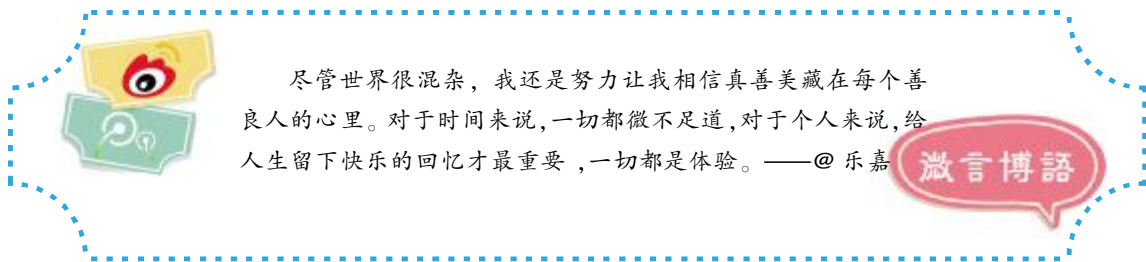 尽管世界很混杂，我还是努力让我相信真善美藏在每个善
良人的心里。对于时间来说，一切都微不足道，对于个人来说，给
人生留下快乐的回忆才最重要，一切都是体验。——@ 乐嘉
微言博語